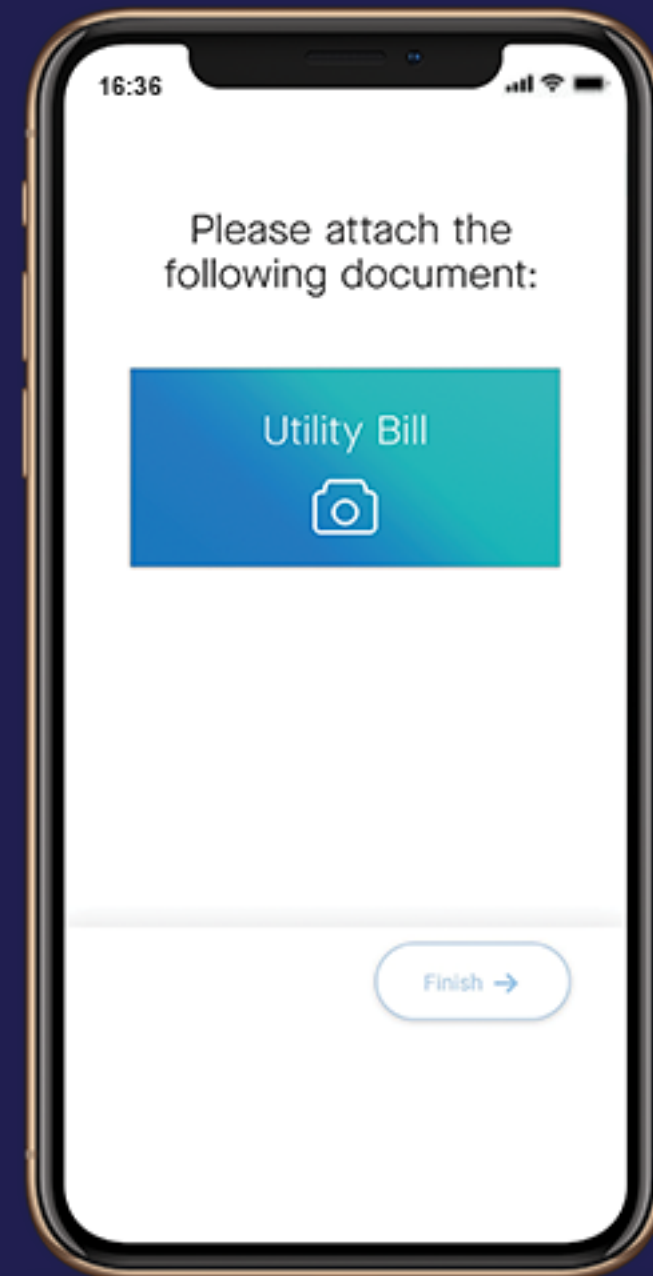 16:36
Please attach the
following document:
Utility Bill
Finish →